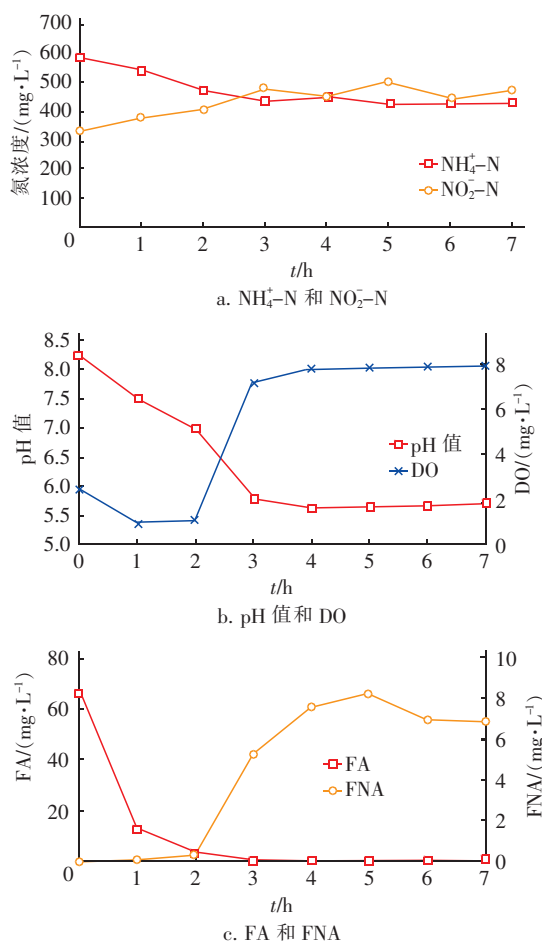 700
600
500
400
300
200
100
0
氮浓度/(mg•L⁻¹)
NH₄⁺–N
NO₂⁻–N
0 1 2 3 4 5 6 7
t/h
a. NH₄⁺–N 和 NO₂⁻–N
8.5
8.0
7.5
7.0
6.5
6.0
5.5
5.0
pH 值
pH 值
DO
8
6
4
2
0
DO/(mg•L⁻¹)
0 1 2 3 4 5 6 7
t/h
b. pH 值和 DO
80
60
40
20
0
FA/(mg•L⁻¹)
FA
FNA
10
8
6
4
2
0
FNA/(mg•L⁻¹)
1 2 3 4 5 6 7
t/h
c. FA 和 FNA